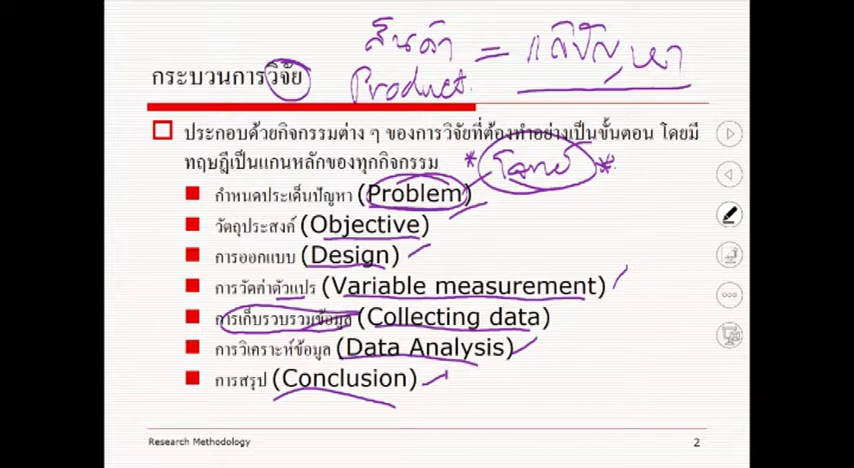 สินค้า = แก้ปัญหา
Product.
กระบวนการวิจัย
ประกอบด้วยกิจกรรมต่าง ๆ ของการวิจัยที่ต้องทำอย่างเป็นขั้นตอน โดยมี
ทฤษฎีเป็นแกนหลักของทุกกิจกรรม
* โจทย์ *
กำหนดประเด็นปัญหา (Problem)
วัตถุประสงค์ (Objective)
การออกแบบ (Design)
การวัดค่าตัวแปร (Variable measurement)
การเก็บรวบรวมข้อมูล (Collecting data)
การวิเคราะห์ข้อมูล (Data Analysis)
การสรุป (Conclusion)
Research Methodology
2